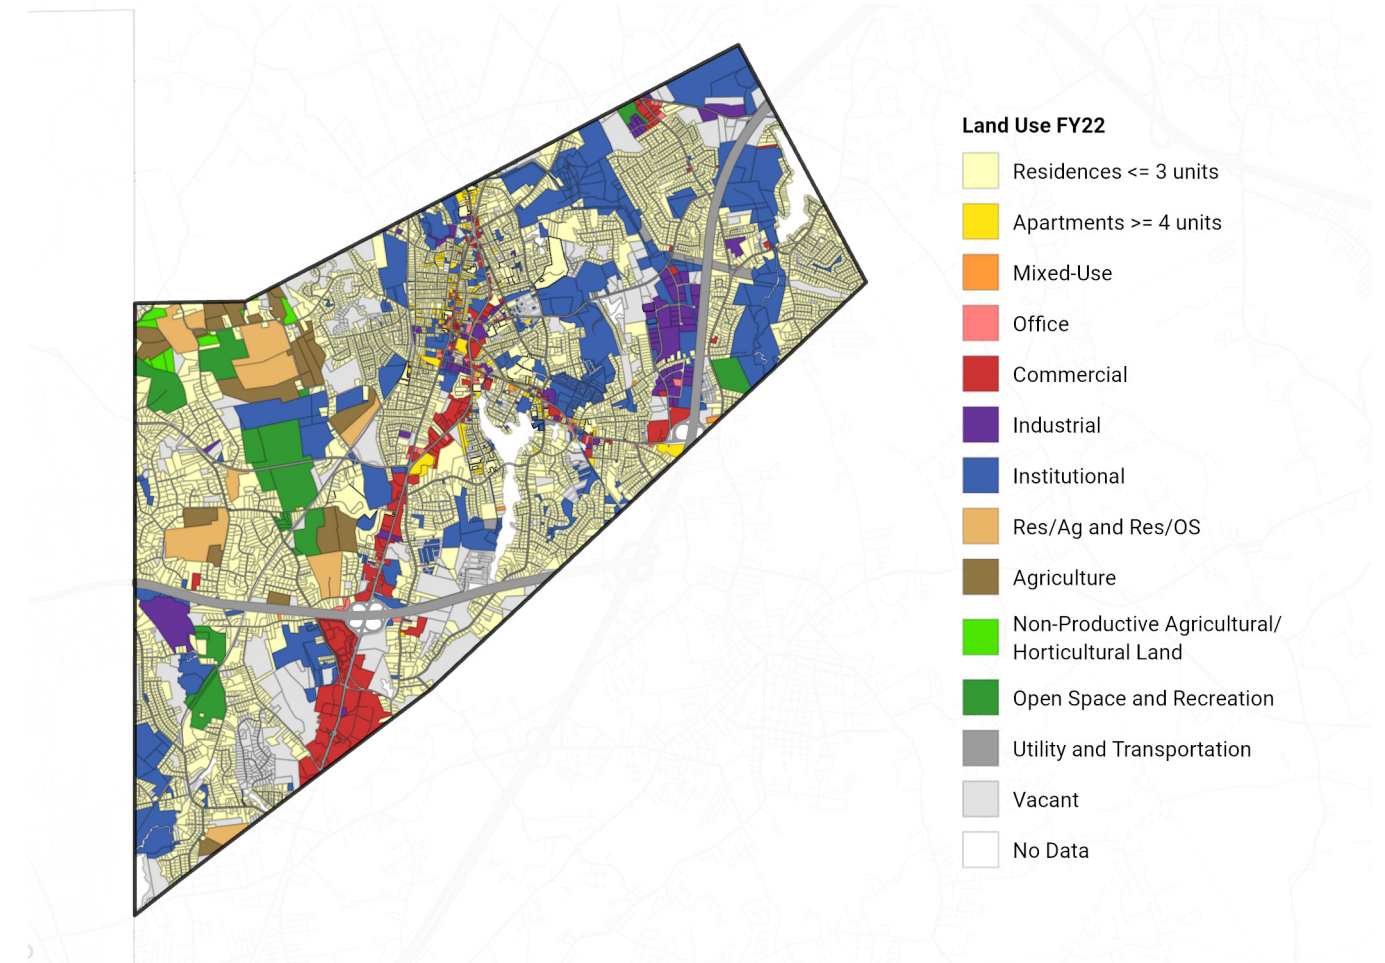 Land Use FY22
Residences <= 3 units
Apartments >= 4 units
Mixed-Use
Office
Commercial
Industrial
Institutional
Res/Ag and Res/OS
Agriculture
Non-Productive Agricultural/
Horticultural Land
Open Space and Recreation
Utility and Transportation
Vacant
No Data